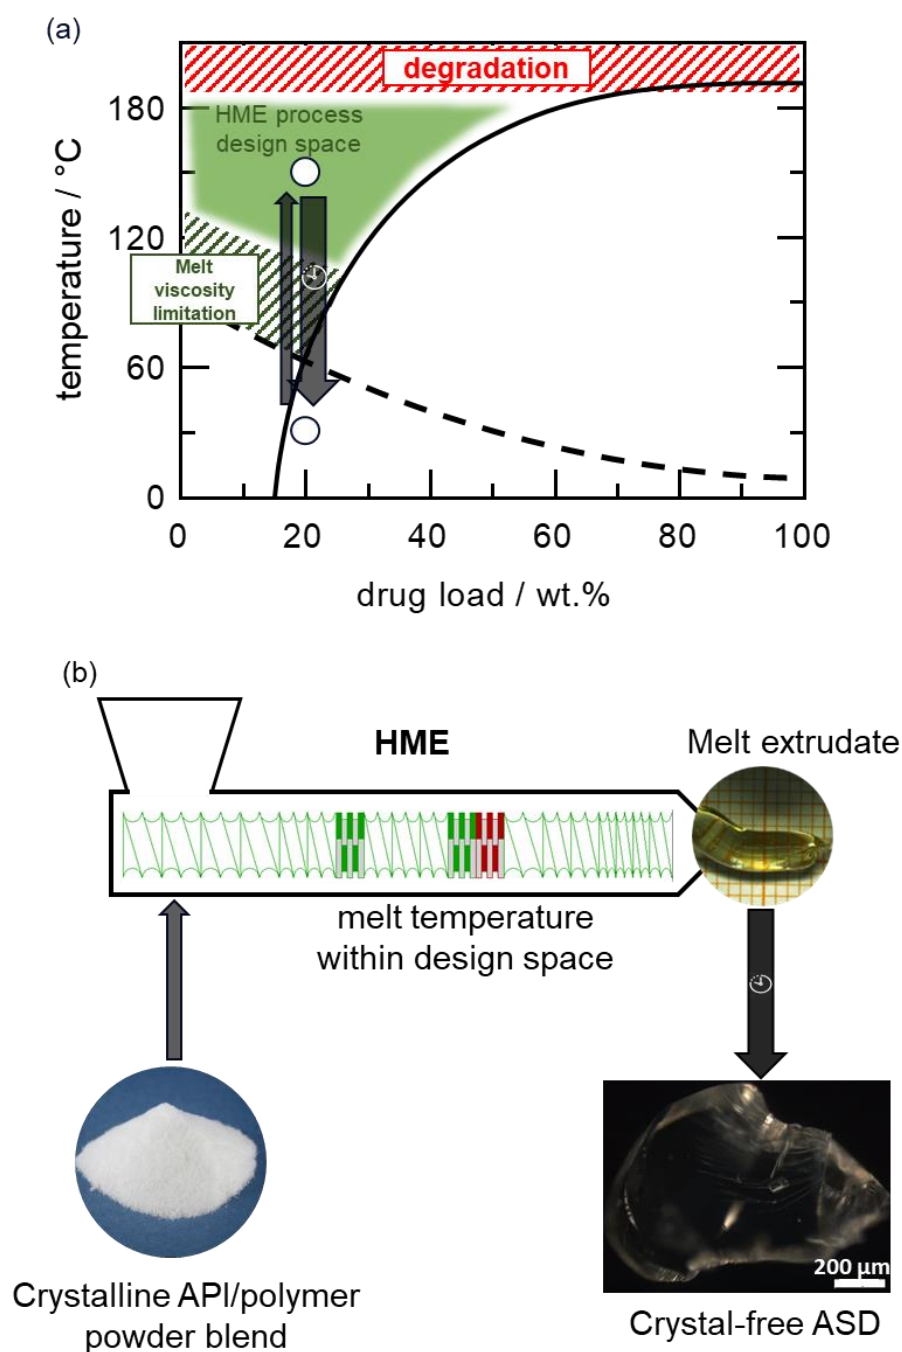 (a)
degradation
180
HME process
design space
120
Melt
viscosity
limitation
60
0
temperature / °C
0 20 40 60 80 100
drug load / wt.%
(b)
HME
Melt extrudate
melt temperature
within design space
200 µm
Crystalline API/polymer
powder blend
Crystal-free ASD